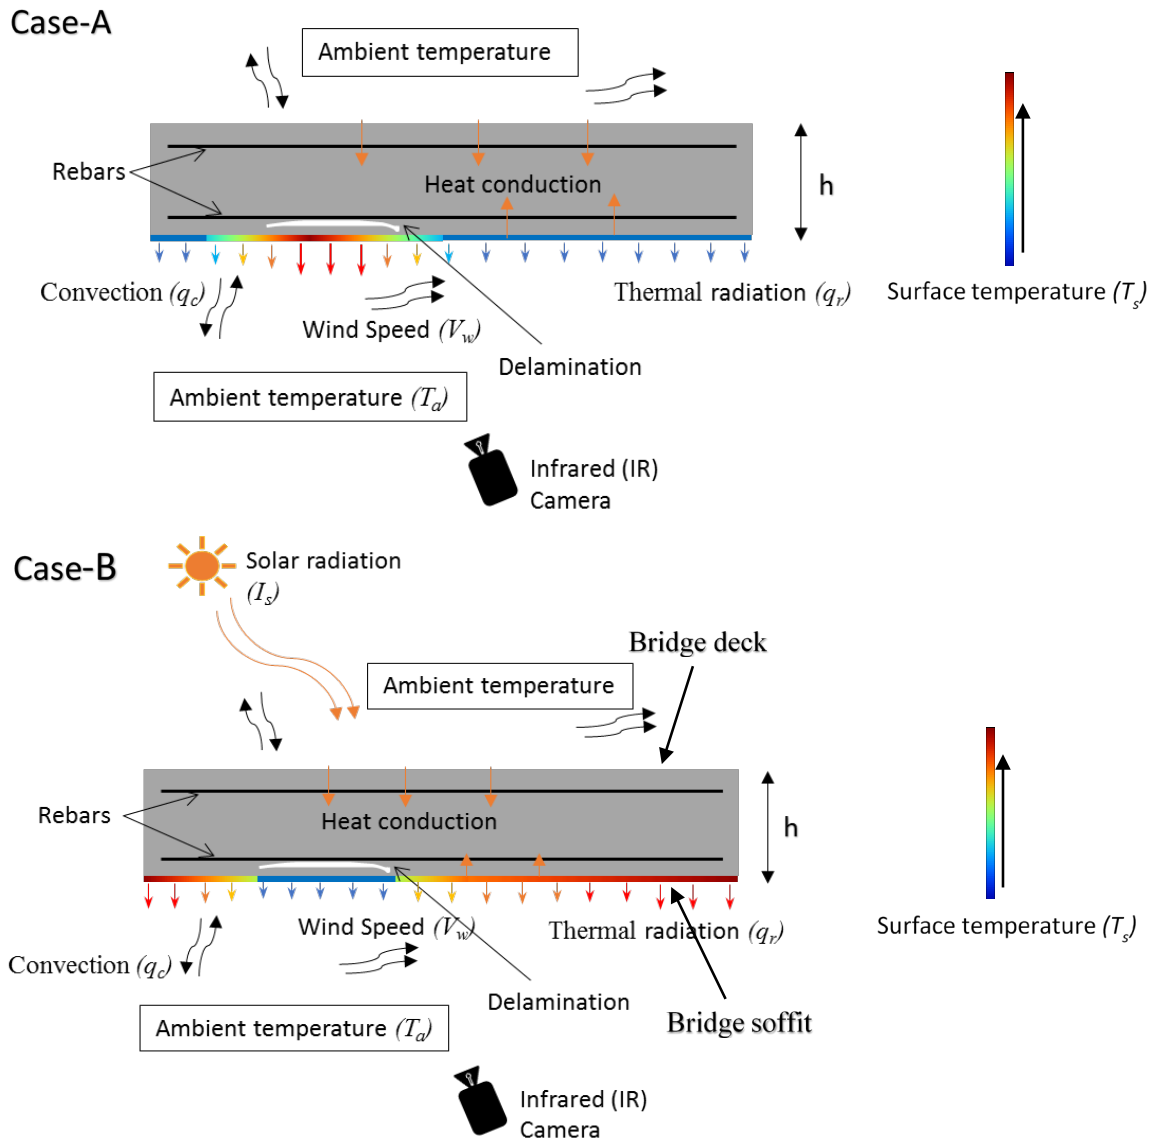 Case-A
Ambient temperature
Rebars
Heat conduction
h
Convection (qc)
Thermal radiation (qr)
Surface temperature (Ts)
Wind Speed (Vw)
Delamination
Ambient temperature (Ta)
Infrared (IR)
Camera
Case-B
Solar radiation
(Is)
Bridge deck
Ambient temperature
Rebars
Heat conduction
h
Wind Speed (Vw)
Thermal radiation (qr)
Surface temperature (Ts)
Convection (qc)
Delamination
Bridge soffit
Ambient temperature (Ta)
Infrared (IR)
Camera